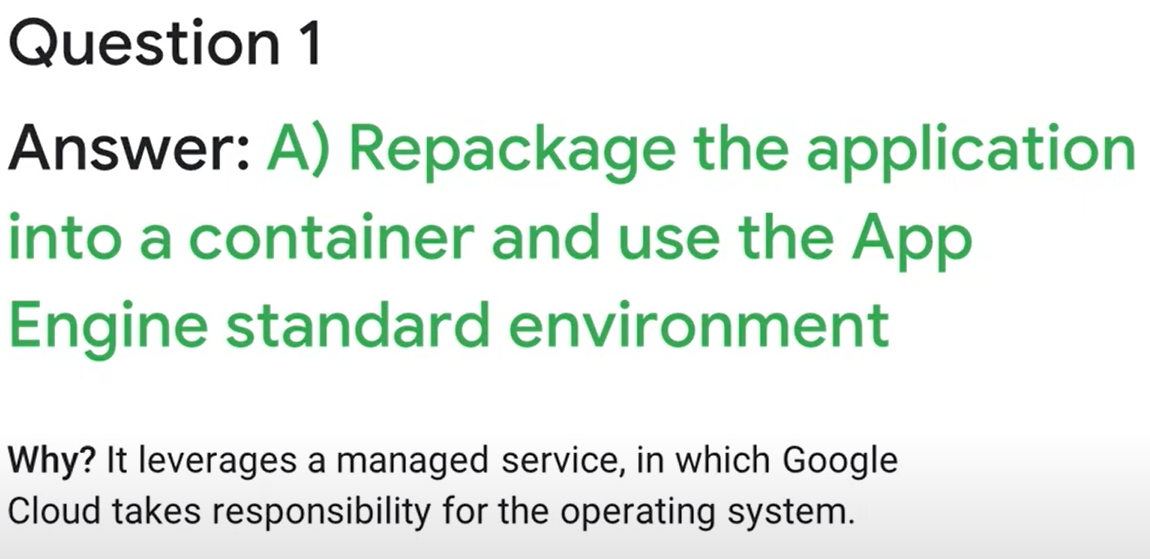 Question 1
Answer: A) Repackage the application
into a container and use the App
Engine standard environment
Why? It leverages a managed service, in which Google
Cloud takes responsibility for the operating system.